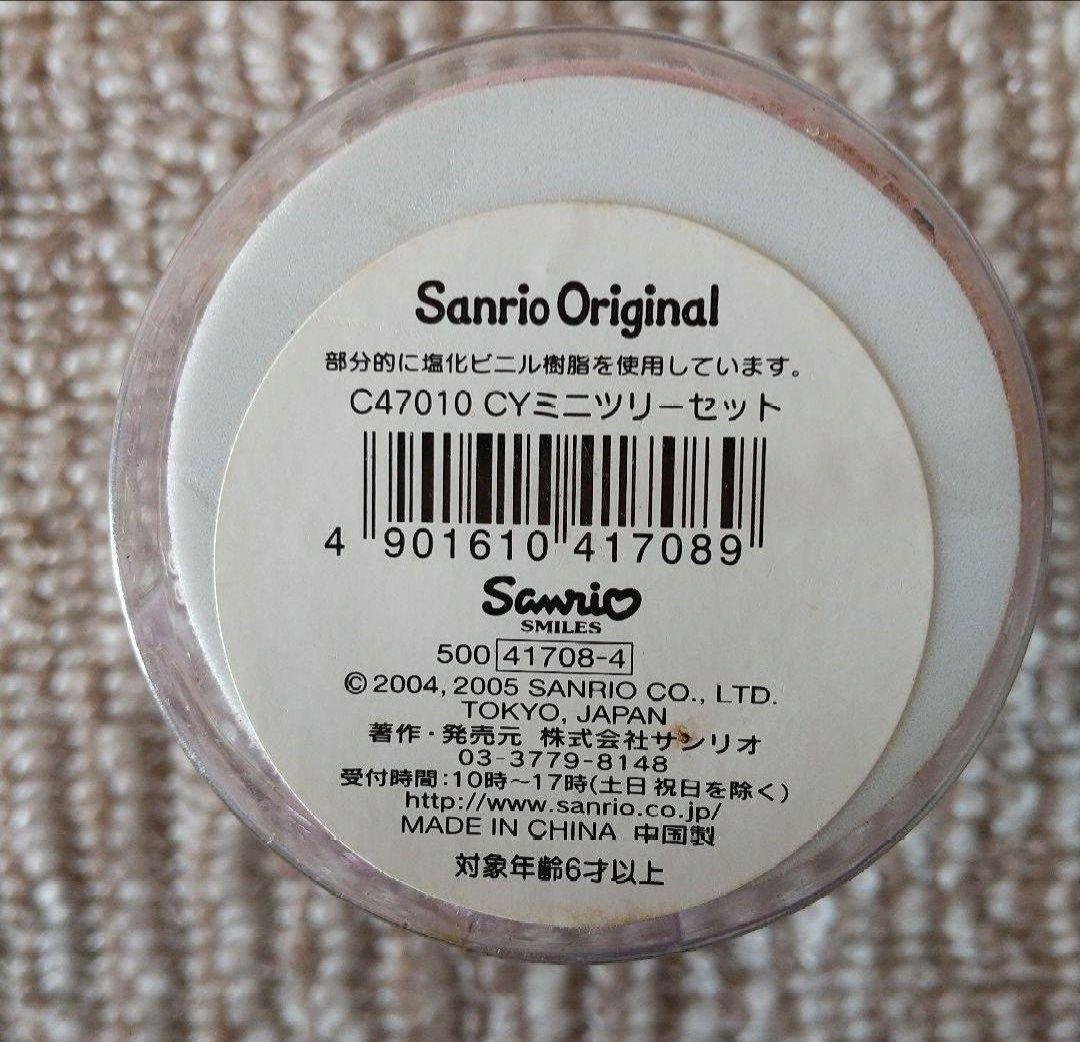 Sanrio Original
部分的に塩化ビニル樹脂を使用しています。
C47010 CYミニツリーセット
4 901610 417089
Sanrio
SMILES
500 41708-4
© 2004, 2005 SANRIO CO., LTD.
TOKYO, JAPAN
著作・発売元 株式会社サンリオ
03-3779-8148
受付時間:10時〜17時(土日祝日を除く)
http://www.sanrio.co.jp/
MADE IN CHINA 中国製
対象年齢6才以上